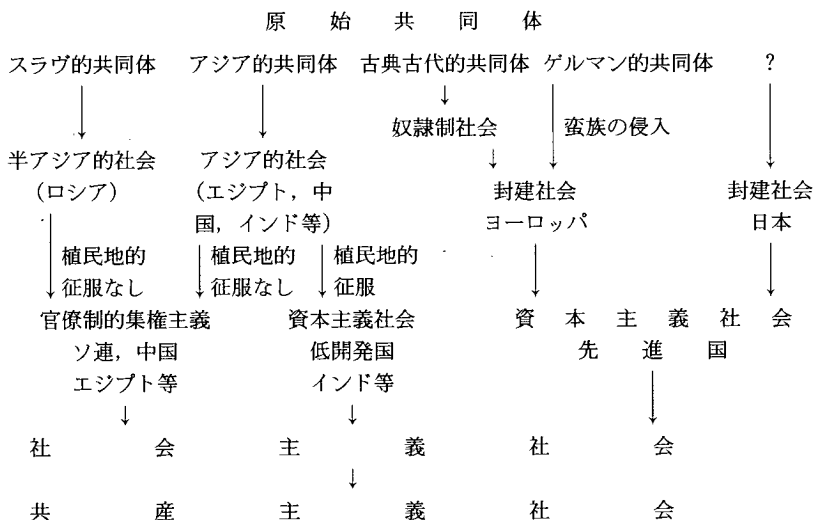 原始共同体
スラヴ的共同体 アジア的共同体 古典古代的共同体 ゲルマン的共同体 ?
奴隷制社会 蛮族の侵入
半アジア的社会 アジア的社会
(ロシア) (エジプト,中 封建社会 封建社会
国,インド等) ヨーロッパ 日本
植民地的 植民地的 植民地的
征服なし 征服なし 征服
官僚制的集権主義 資本主義社会 資本主義社会
ソ連,中国 低開発国 先進国
エジプト等 インド等
社会主義社会
共産主義社会